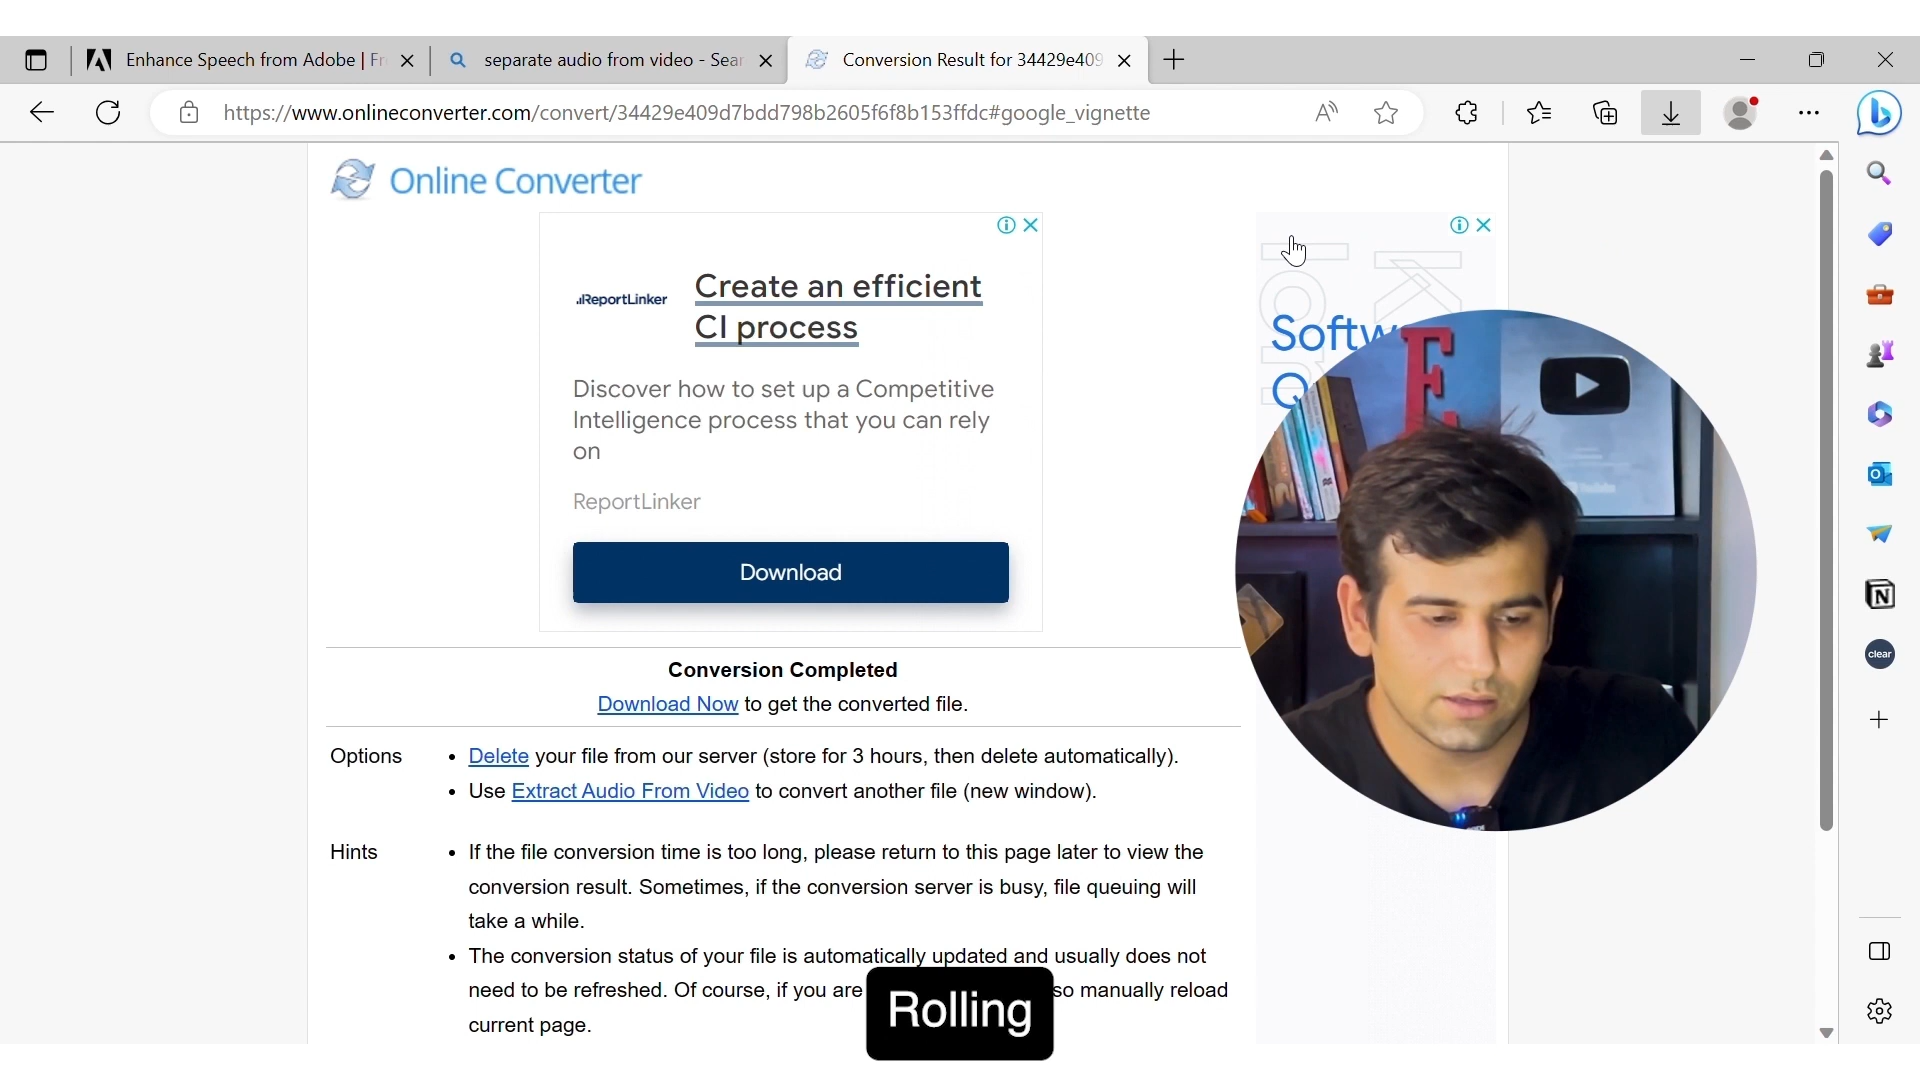 Enhance Speech from Adobe | Fr
separate audio from video - Sear
Conversion Result for 34429e409
https://www.onlineconverter.com/convert/34429e409d7bdd798b2605f6f8b153ffdc#google_vignette
Online Converter
ReportLinker
Create an efficient
CI process
Discover how to set up a Competitive
Intelligence process that you can rely
on
ReportLinker
Download
Softw
Q
E
Conversion Completed
Download Now to get the converted file.
Options
• Delete your file from our server (store for 3 hours, then delete automatically).
• Use Extract Audio From Video to convert another file (new window).
Hints
• If the file conversion time is too long, please return to this page later to view the
conversion result. Sometimes, if the conversion server is busy, file queuing will
take a while.
• The conversion status of your file is automatically updated and usually does not
need to be refreshed. Of course, if you are so manually reload
current page.
Rolling
clear